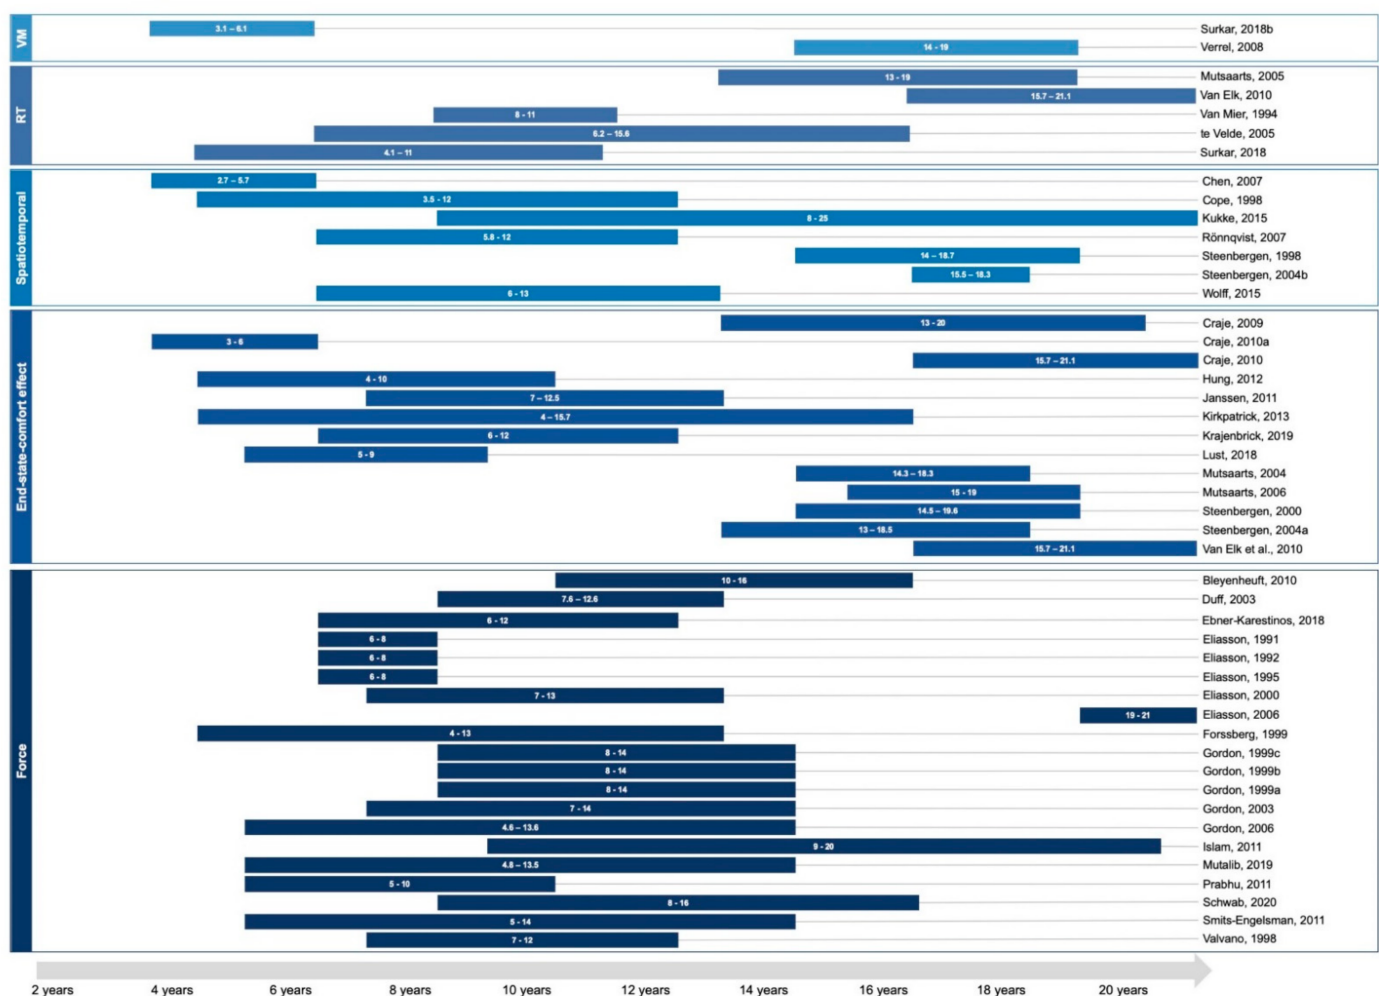 VM
3.1 – 6.1 Surkar, 2018b
14 - 19 Verrel, 2008
RT
13 - 19 Mutsaarts, 2005
15.7 – 21.1 Van Elk, 2010
8 - 11 Van Mier, 1994
6.2 – 15.6 te Velde, 2005
4.1 – 11 Surkar, 2018
Spatiotemporal
2.7 – 5.7 Chen, 2007
3.5 - 12 Cope, 1998
8 - 25 Kukke, 2015
5.8 - 12 Rönnqvist, 2007
14 – 18.7 Steenbergen, 1998
15.5 – 18.3 Steenbergen, 2004b
6 - 13 Wolff, 2015
End-state-comfort effect
13 - 20 Craje, 2009
3 - 6 Craje, 2010a
15.7 – 21.1 Craje, 2010
4 - 10 Hung, 2012
7 – 12.5 Janssen, 2011
4 – 15.7 Kirkpatrick, 2013
6 - 12 Krajenbrick, 2019
5 - 9 Lust, 2018
14.3 – 18.3 Mutsaarts, 2004
15 - 19 Mutsaarts, 2006
14.5 – 19.6 Steenbergen, 2000
13 – 18.5 Steenbergen, 2004a
15.7 – 21.1 Van Elk et al., 2010
Force
10 - 16 Bleyenheuft, 2010
7.6 – 12.6 Duff, 2003
6 - 12 Ebner-Karestinos, 2018
6 - 8 Eliasson, 1991
6 - 8 Eliasson, 1992
6 - 8 Eliasson, 1995
7 - 13 Eliasson, 2000
19 - 21 Eliasson, 2006
4 - 13 Forssberg, 1999
8 - 14 Gordon, 1999c
8 - 14 Gordon, 1999b
8 - 14 Gordon, 1999a
7 - 14 Gordon, 2003
4.6 – 13.6 Gordon, 2006
9 - 20 Islam, 2011
4.8 – 13.5 Mutalib, 2019
5 - 10 Prabhu, 2011
8 - 16 Schwab, 2020
5 - 14 Smits-Engelsman, 2011
7 - 12 Valvano, 1998
2 years 4 years 6 years 8 years 10 years 12 years 14 years 16 years 18 years 20 years